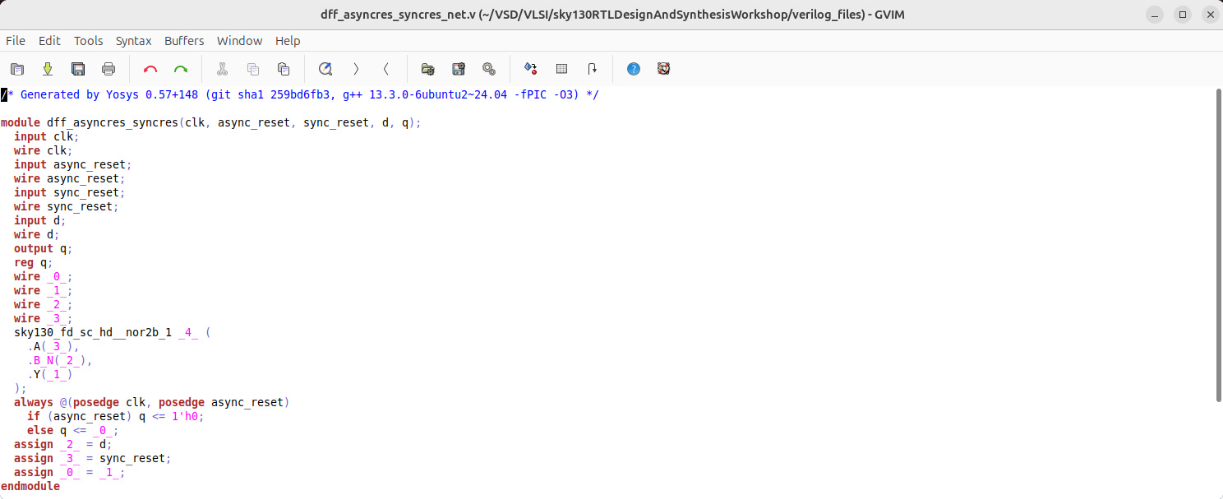 dff_asyncres_syncres_net.v (~/VSD/VLSI/sky130RTLDesignAndSynthesisWorkshop/verilog_files) - GVIM
File Edit Tools Syntax Buffers Window Help
/* Generated by Yosys 0.57+148 (git sha1 259bd6fb3, g++ 13.3.0-6ubuntu2~24.04 -fPIC -O3) */
module dff_asyncres_syncres(clk, async_reset, sync_reset, d, q);
  input clk;
  wire clk;
  input async_reset;
  wire async_reset;
  input sync_reset;
  wire sync_reset;
  input d;
  wire d;
  output q;
  reg q;
  wire _0_;
  wire _1_;
  wire _2_;
  wire _3_;
  sky130_fd_sc_hd__nor2b_1 _4_ (
    .A(_3_),
    .B_N(_2_),
    .Y(_1_)
  );
  always @(posedge clk, posedge async_reset)
    if (async_reset) q <= 1'h0;
    else q <= _0_;
  assign _2_ = d;
  assign _3_ = sync_reset;
  assign _0_ = _1_;
endmodule